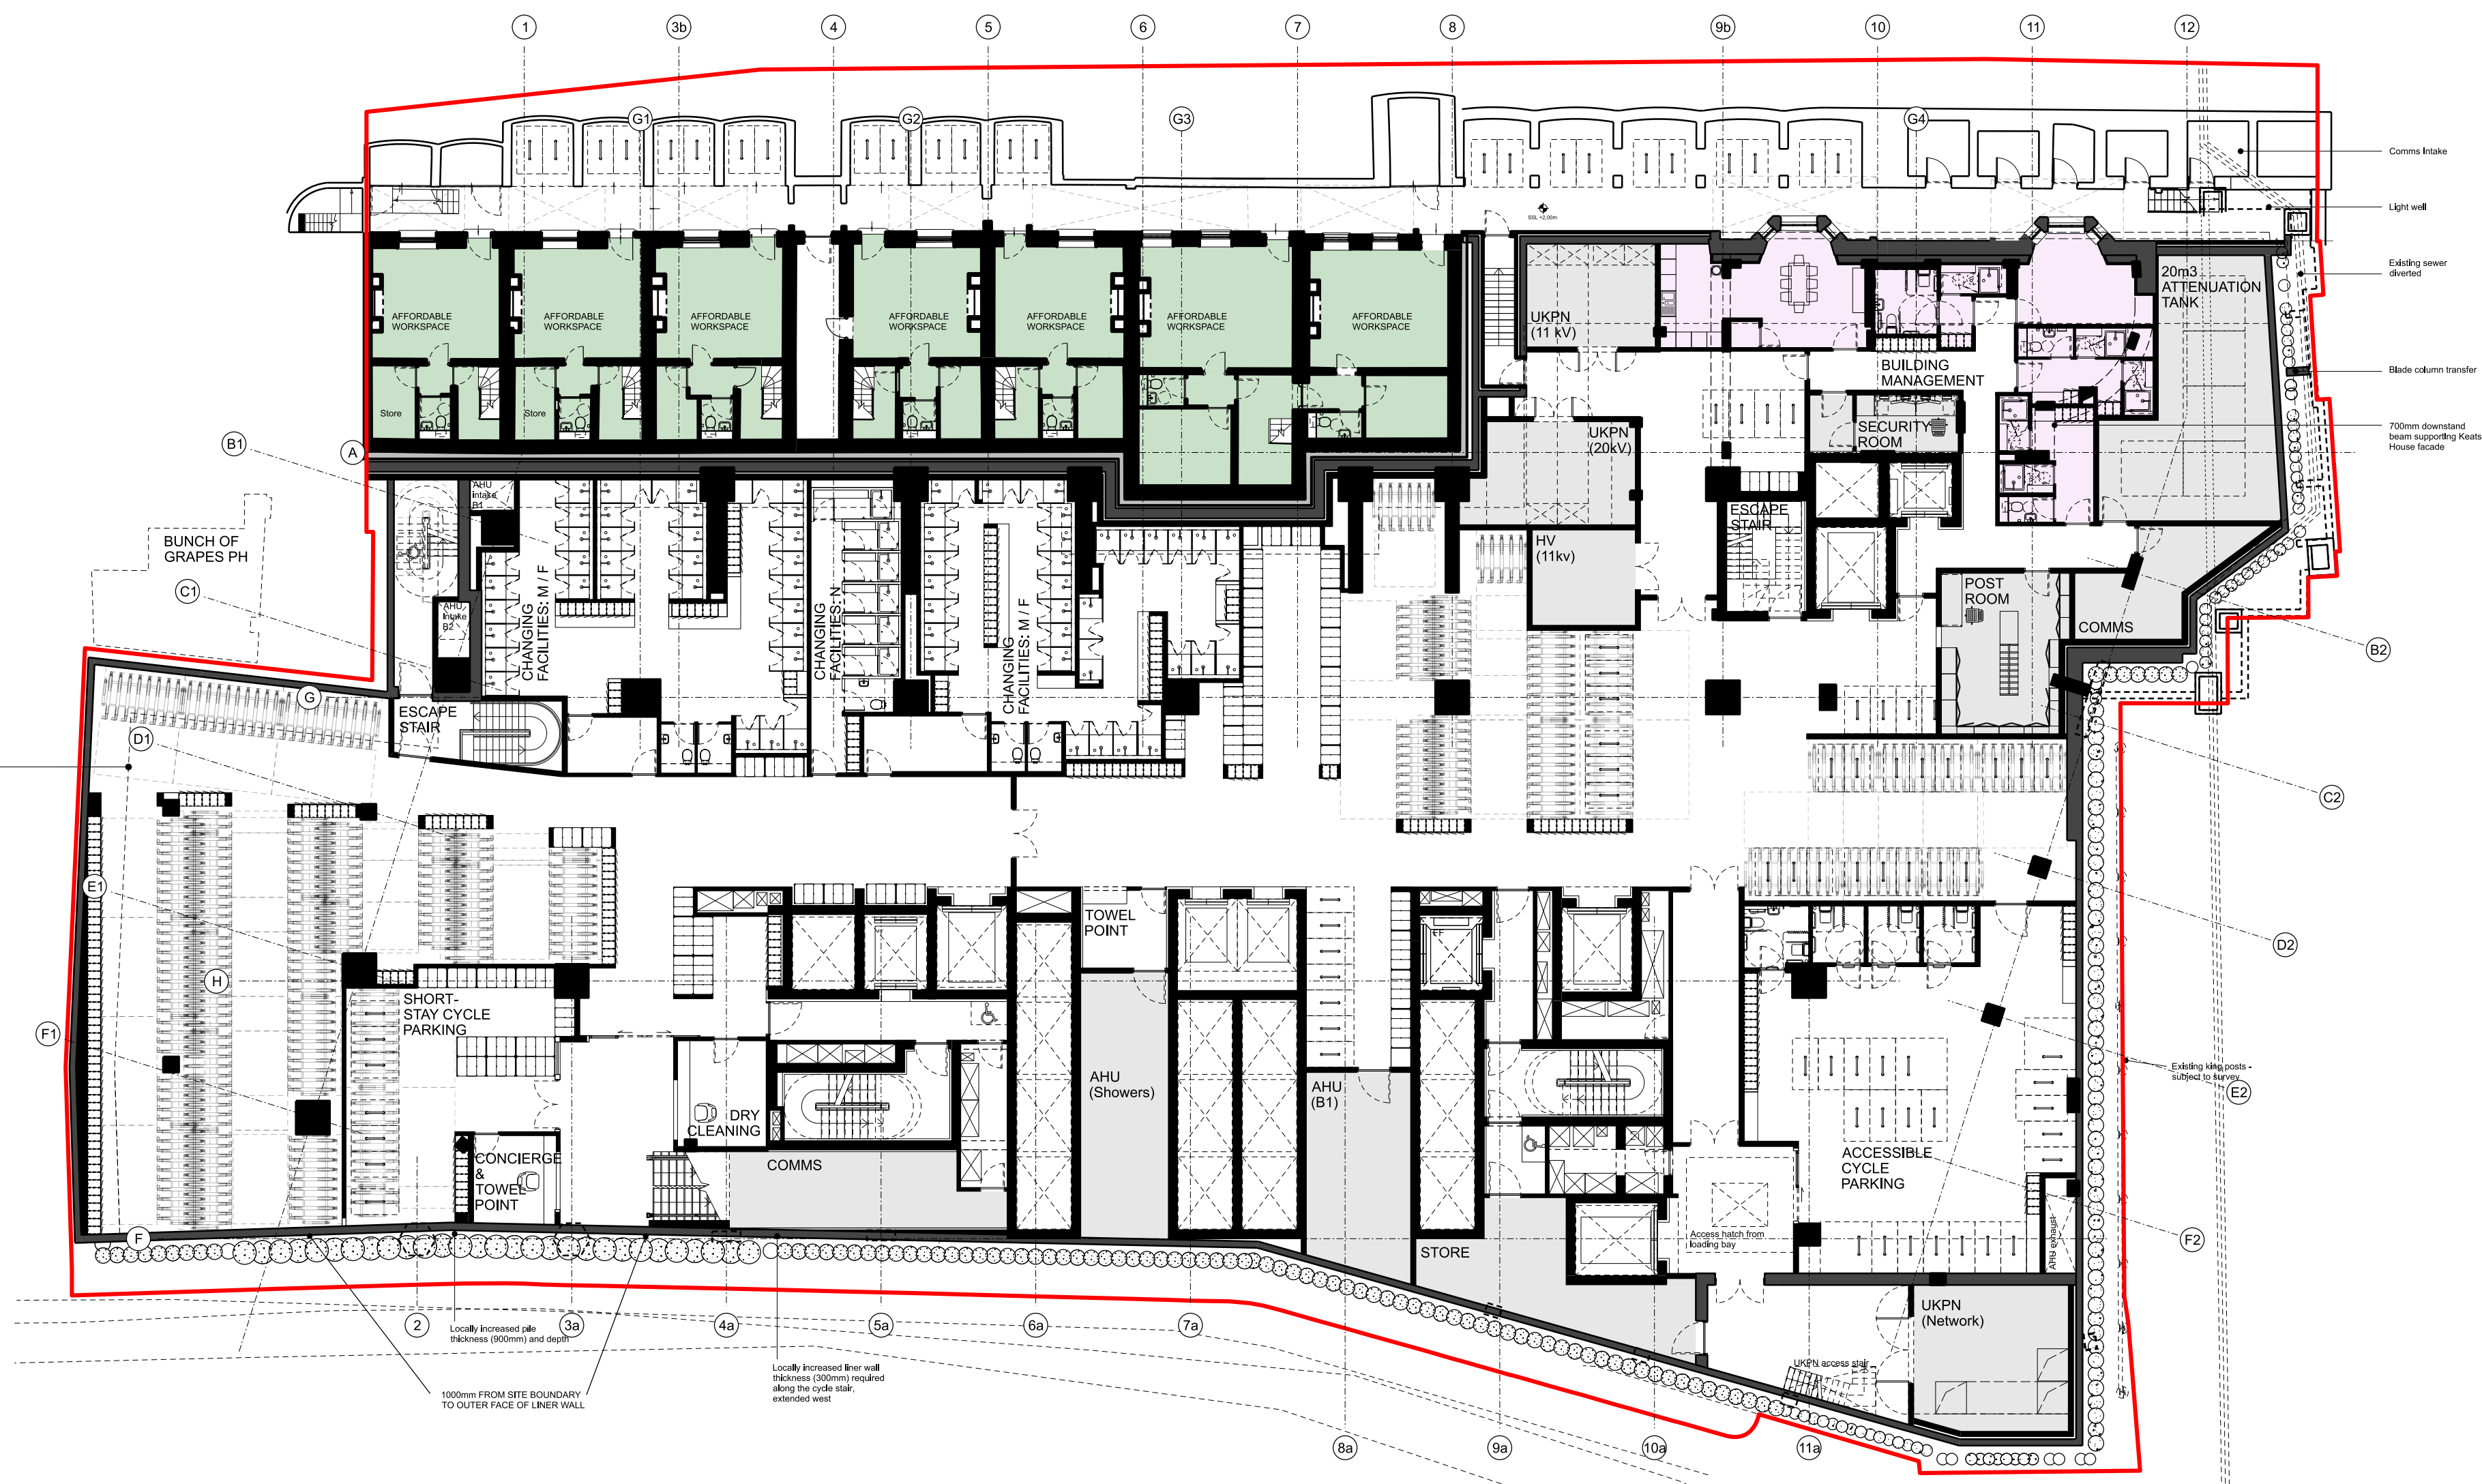 1
3b
4
5
6
7
8
9b
10
11
12
G1
G2
G3
G4
Comms Intake
Light well
SSL +2.00m
Existing sewer
diverted
20m3
ATTENUATION
TANK
AFFORDABLE
WORKSPACE
AFFORDABLE
WORKSPACE
AFFORDABLE
WORKSPACE
AFFORDABLE
WORKSPACE
AFFORDABLE
WORKSPACE
AFFORDABLE
WORKSPACE
AFFORDABLE
WORKSPACE
UKPN
(11 kV)
BUILDING
MANAGEMENT
Blade column transfer
Store
Store
B1
A
UKPN
(20kV)
SECURITY
ROOM
700mm downstand
beam supporting Keats
House facade
AHU
intake
B1
BUNCH OF
GRAPES PH
ESCAPE
STAIR
HV
(11kv)
C1
AHU
Intake
B2
CHANGING
FACILITIES: M / F
CHANGING
FACILITIES: N
CHANGING
FACILITIES: M / F
POST
ROOM
COMMS
B2
G
ESCAPE
STAIR
D1
C2
E1
TOWEL
POINT
FF
D2
H
SHORT-
STAY CYCLE
PARKING
F1
AHU
(Showers)
AHU
(B1)
Existing king posts -
subject to survey
E2
DRY
CLEANING
CONCIERGE
&
TOWEL
POINT
COMMS
ACCESSIBLE
CYCLE
PARKING
F
STORE
Access hatch from
loading bay
AHU exhaust
F2
2
3a
4a
5a
6a
7a
UKPN
(Network)
Locally increased pile
thickness (900mm) and depth
Locally increased liner wall
thickness (300mm) required
along the cycle stair,
extended west
UKPN access stair
1000mm FROM SITE BOUNDARY
TO OUTER FACE OF LINER WALL
8a
9a
10a
11a